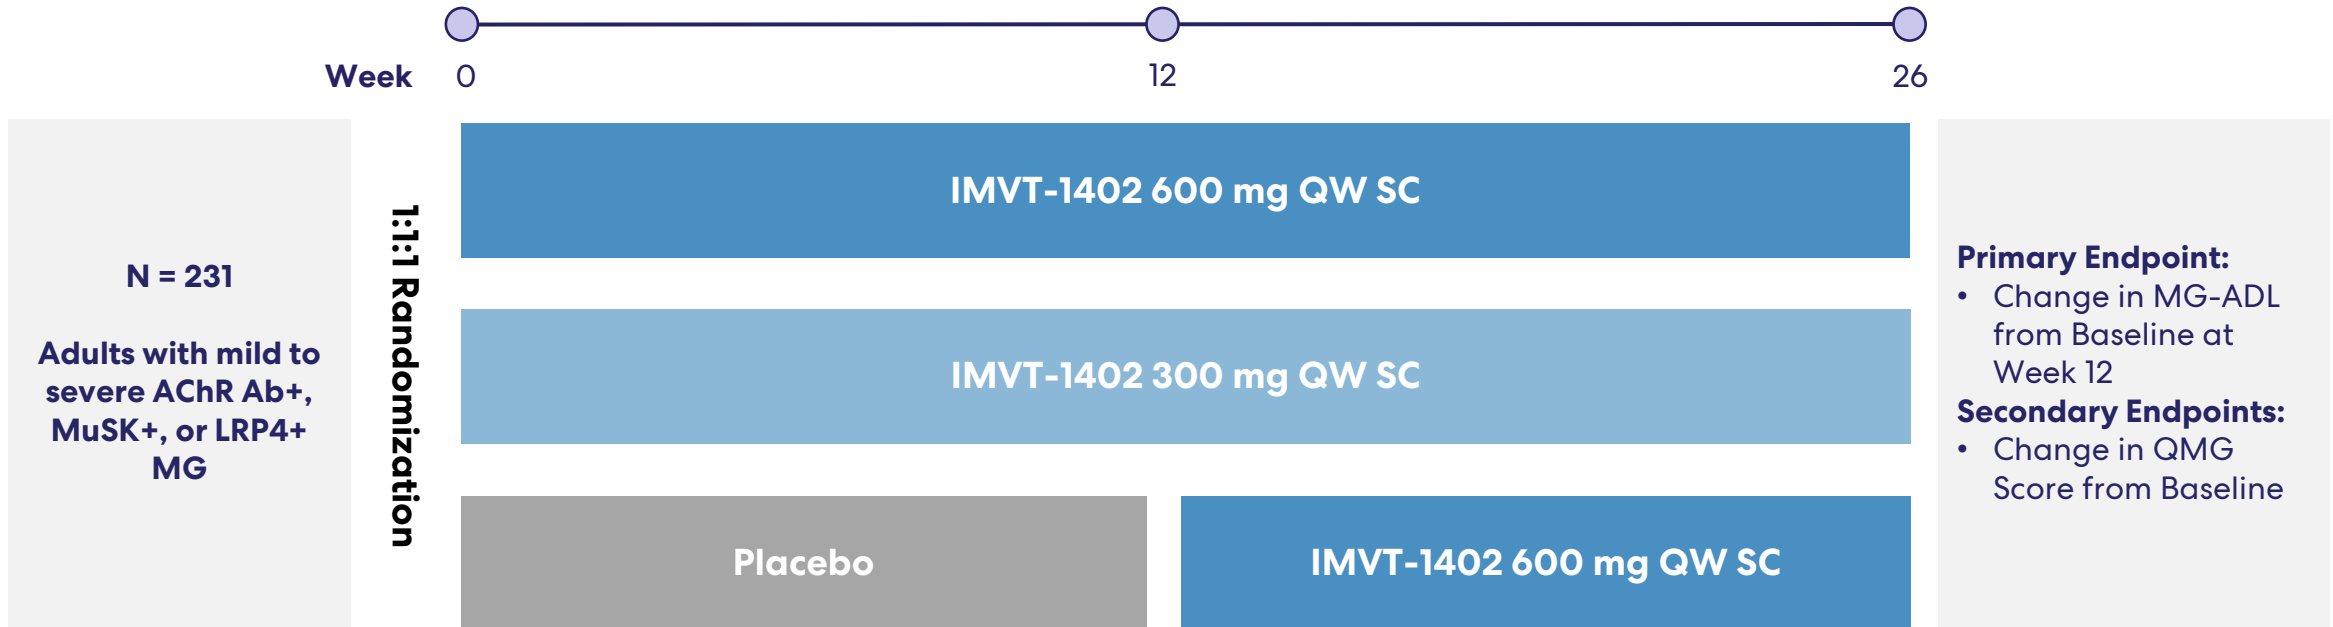 Week 0 12 26
N = 231
Adults with mild to
severe AChR Ab+,
MuSK+, or LRP4+
MG
1:1:1 Randomization
IMVT-1402 600 mg QW SC
IMVT-1402 300 mg QW SC
Placebo
IMVT-1402 600 mg QW SC
Primary Endpoint:
• Change in MG-ADL
from Baseline at
Week 12
Secondary Endpoints:
• Change in QMG
Score from Baseline